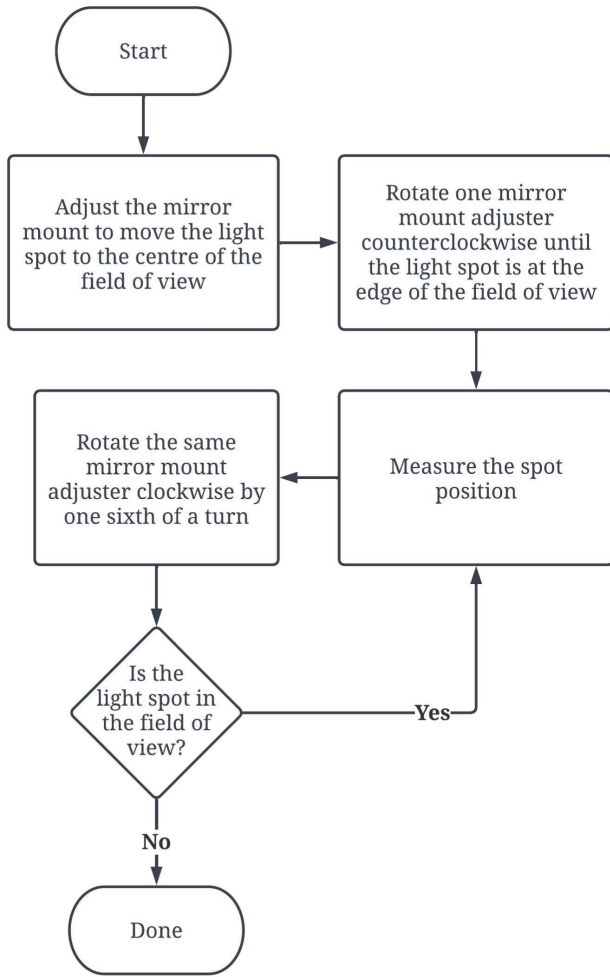 Start
Adjust the mirror
mount to move the light
spot to the centre of the
field of view
Rotate one mirror
mount adjuster
counterclockwise until
the light spot is at the
edge of the field of view
Measure the spot
position
Rotate the same
mirror mount
adjuster clockwise by
one sixth of a turn
Is the
light spot in
the field of
view?
Yes
No
Done